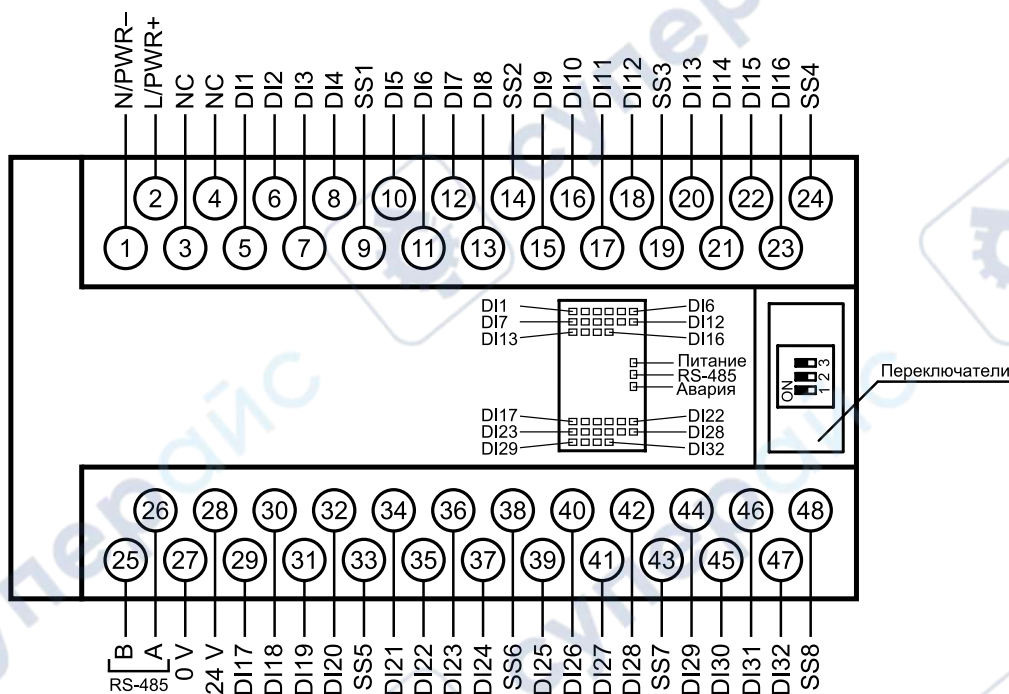 N/PWR–
L/PWR+
NC
NC
DI1
DI2
DI3
DI4
SS1
DI5
DI6
DI7
DI8
SS2
DI9
DI10
DI11
DI12
SS3
DI13
DI14
DI15
DI16
SS4
2 4 6 8 10 12 14 16 18 20 22 24
1 3 5 7 9 11 13 15 17 19 21 23
DI1 DI6
DI7 DI12
DI13 DI16
Питание
RS-485
Авария
DI17 DI22
DI23 DI28
DI29 DI32
ON
1 2 3
Переключатели
26 28 30 32 34 36 38 40 42 44 46 48
25 27 29 31 33 35 37 39 41 43 45 47
B
A
RS-485
0 V
24 V
DI17
DI18
DI19
DI20
SS5
DI21
DI22
DI23
DI24
SS6
DI25
DI26
DI27
DI28
SS7
DI29
DI30
DI31
DI32
SS8
супер
супер
айс
супер
айс
супер